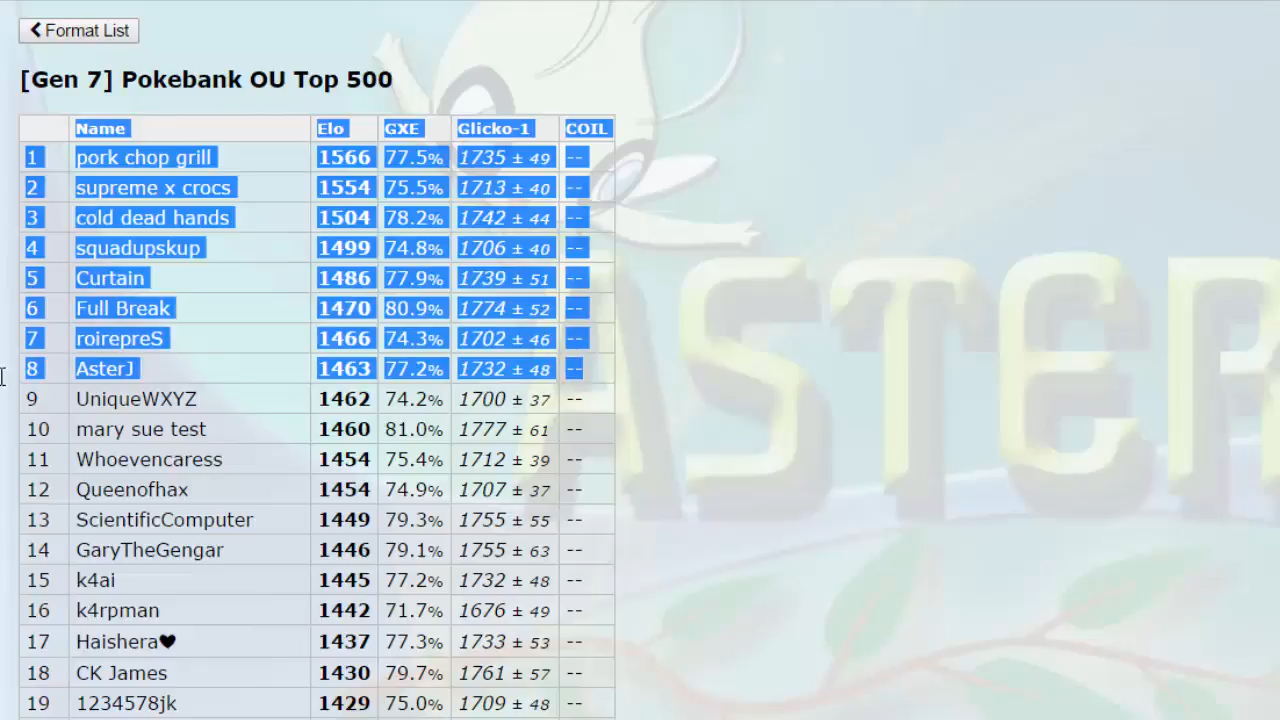 Format List
[Gen 7] Pokebank OU Top 500
Name Elo GXE Glicko-1 COIL
1 pork chop grill 1566 77.5% 1735 ± 49 --
2 supreme x crocs 1554 75.5% 1713 ± 40 --
3 cold dead hands 1504 78.2% 1742 ± 44 --
4 squadupskup 1499 74.8% 1706 ± 40 --
5 Curtain 1486 77.9% 1739 ± 51 --
6 Full Break 1470 80.9% 1774 ± 52 --
7 roirepreS 1466 74.3% 1702 ± 46 --
8 AsterJ 1463 77.2% 1732 ± 48 --
9 UniqueWXYZ 1462 74.2% 1700 ± 37 --
10 mary sue test 1460 81.0% 1777 ± 61 --
11 Whoevencaress 1454 75.4% 1712 ± 39 --
12 Queenofhax 1454 74.9% 1707 ± 37 --
13 ScientificComputer 1449 79.3% 1755 ± 55 --
14 GaryTheGengar 1446 79.1% 1755 ± 63 --
15 k4ai 1445 77.2% 1732 ± 48 --
16 k4rpman 1442 71.7% 1676 ± 49 --
17 Haishera♥ 1437 77.3% 1733 ± 53 --
18 CK James 1430 79.7% 1761 ± 57 --
19 1234578jk 1429 75.0% 1709 ± 48 --
ASTER